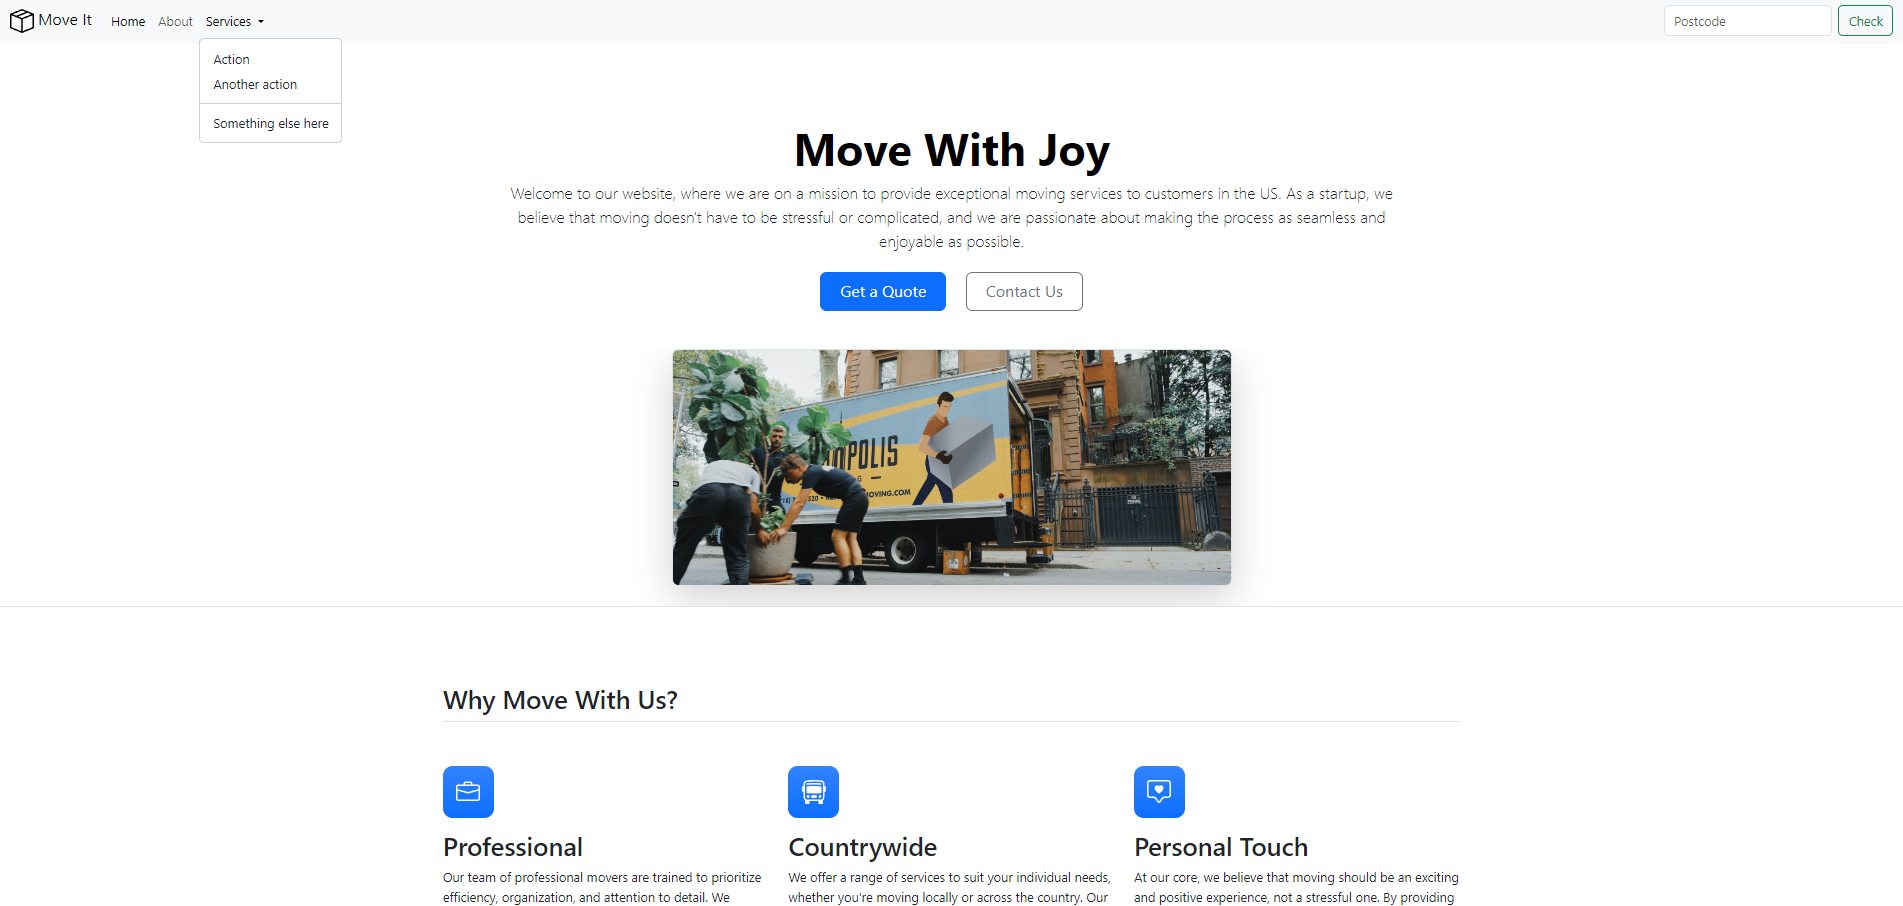 Move It Home About Services Postcode Check
Action
Another action
Something else here
Move With Joy
Welcome to our website, where we are on a mission to provide exceptional moving services to customers in the US. As a startup, we
believe that moving doesn't have to be stressful or complicated, and we are passionate about making the process as seamless and
enjoyable as possible.
Get a Quote Contact Us
POLIS
OVING.COM
Why Move With Us?
Professional Countrywide Personal Touch
Our team of professional movers are trained to prioritize
efficiency, organization, and attention to detail. We
We offer a range of services to suit your individual needs,
whether you're moving locally or across the country. Our
At our core, we believe that moving should be an exciting
and positive experience, not a stressful one. By providing